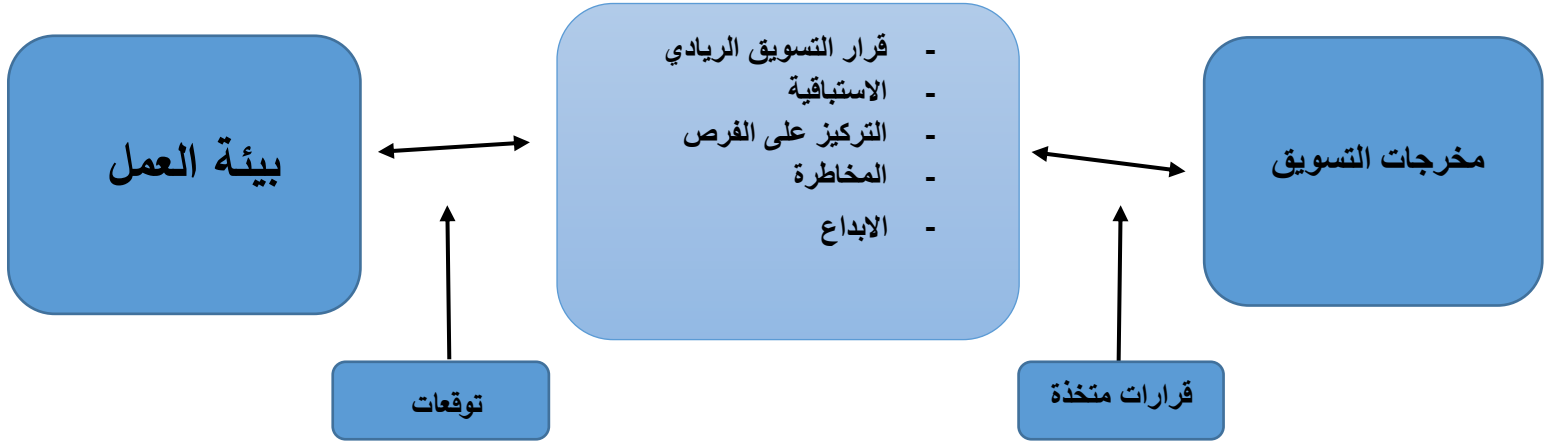 بيئة العمل
- قرار التسويق الريادي
- الاستباقية
- التركيز على الفرص
- المخاطرة
- الابداع
مخرجات التسويق
توقعات
قرارات متخذة